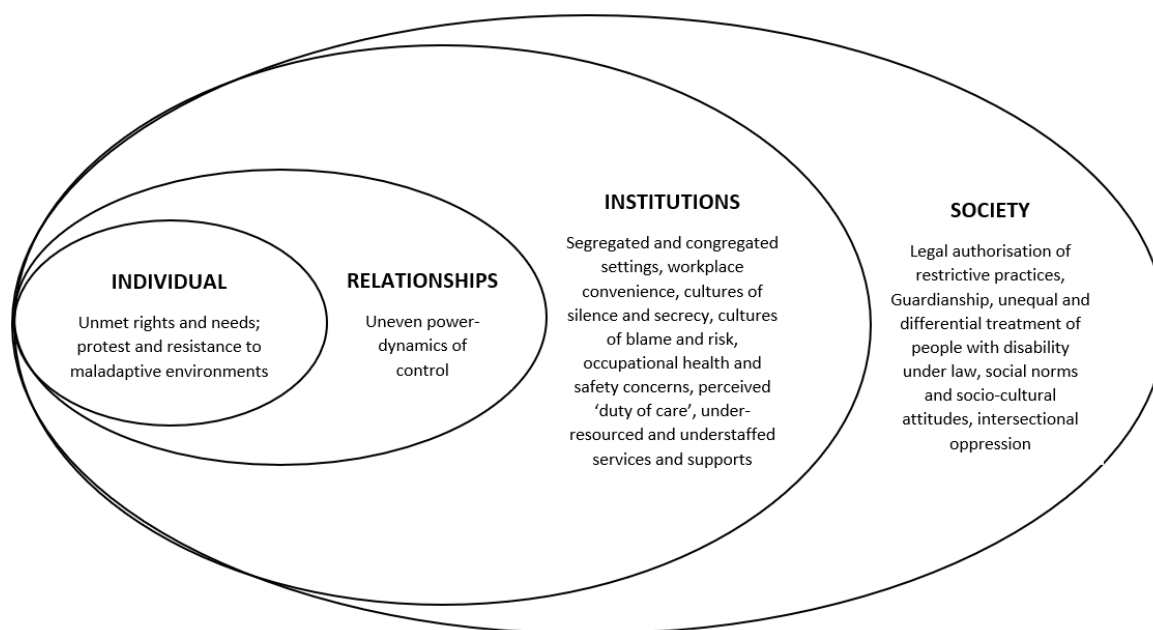 INDIVIDUAL
Unmet rights and needs;
protest and resistance to
maladaptive environments
RELATIONSHIPS
Uneven power-
dynamics of
control
INSTITUTIONS
Segregated and congregated
settings, workplace
convenience, cultures of
silence and secrecy, cultures
of blame and risk,
occupational health and
safety concerns, perceived
‘duty of care’, under-
resourced and understaffed
services and supports
SOCIETY
Legal authorisation of
restrictive practices,
Guardianship, unequal and
differential treatment of
people with disability
under law, social norms
and socio-cultural
attitudes, intersectional
oppression